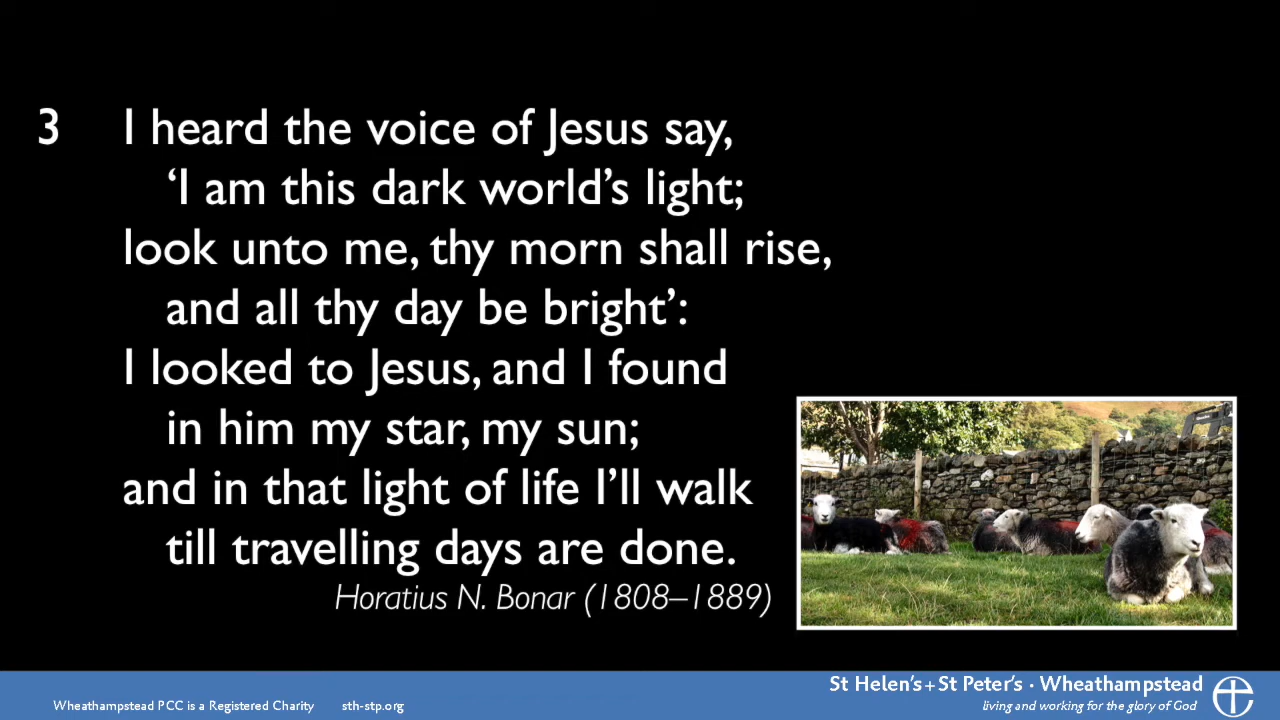 3 I heard the voice of Jesus say,
‘I am this dark world’s light;
look unto me, thy morn shall rise,
and all thy day be bright’:
I looked to Jesus, and I found
in him my star, my sun;
and in that light of life I’ll walk
till travelling days are done.
Horatius N. Bonar (1808–1889)
St Helen’s + St Peter’s · Wheathampstead
living and working for the glory of God
Wheathampstead PCC is a Registered Charity sth-stp.org